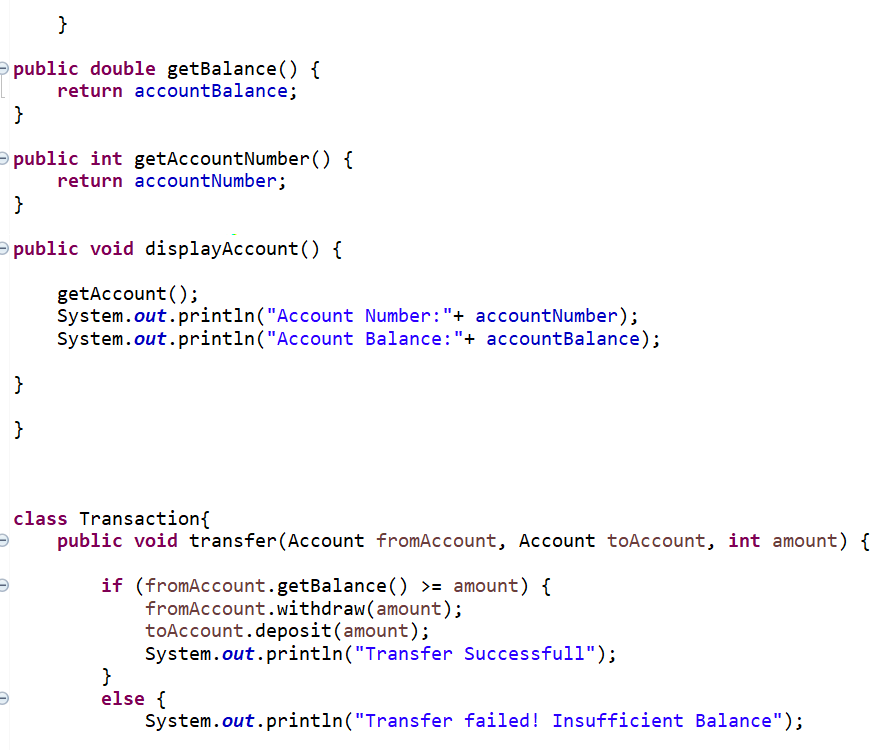 }
public double getBalance() {
return accountBalance;
}
public int getAccountNumber() {
return accountNumber;
}
public void displayAccount() {
getAccount();
System.out.println("Account Number:"+ accountNumber);
System.out.println("Account Balance:"+ accountBalance);
}
}
class Transaction{
public void transfer(Account fromAccount, Account toAccount, int amount) {
if (fromAccount.getBalance() >= amount) {
fromAccount.withdraw(amount);
toAccount.deposit(amount);
System.out.println("Transfer Successfull");
}
else {
System.out.println("Transfer failed! Insufficient Balance");